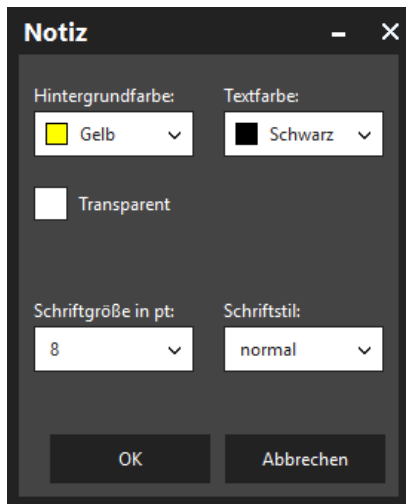 Notiz
Hintergrundfarbe: Textfarbe:
Gelb Schwarz
Transparent
Schriftgröße in pt: Schriftstil:
8 normal
OK Abbrechen